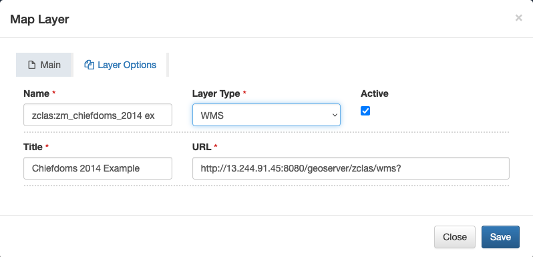 Map Layer ×
Main Layer Options
Name * Layer Type * Active
zclas:zm_chiefdoms_2014 ex WMS
Title * URL *
Chiefdoms 2014 Example http://13.244.91.45:8080/geoserver/zclas/wms?
Close Save